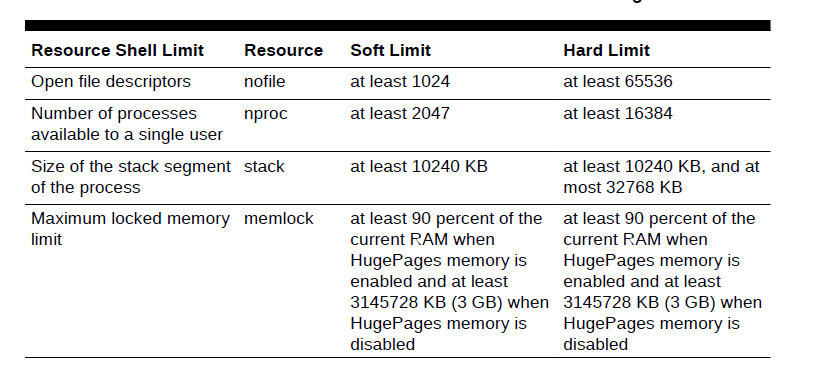 Resource Shell Limit Resource Soft Limit Hard Limit
Open file descriptors nofile at least 1024 at least 65536
Number of processes nproc at least 2047 at least 16384
available to a single user
Size of the stack segment stack at least 10240 KB at least 10240 KB, and at
of the process most 32768 KB
Maximum locked memory memlock at least 90 percent of the at least 90 percent of the
limit current RAM when current RAM when
HugePages memory is HugePages memory is
enabled and at least enabled and at least
3145728 KB (3 GB) when 3145728 KB (3 GB) when
HugePages memory is HugePages memory is
disabled disabled